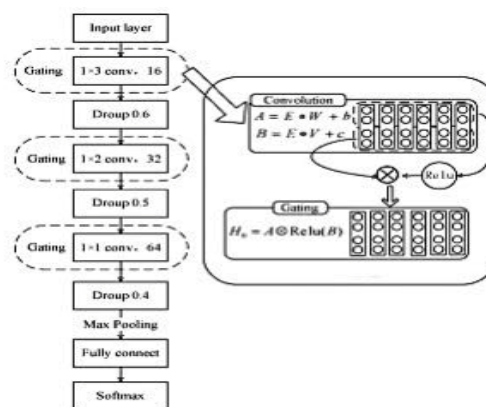 Input layer
Gating
1×3 conv, 16
Droup 0.6
Gating
1×2 conv, 32
Droup 0.5
Gating
1×1 conv, 64
Droup 0.4
Max Pooling
Fully connect
Softmax
Convolution
A = E • W + b
B = E • V + c
Relu
Gating
H₀ = A⊗Relu(B)